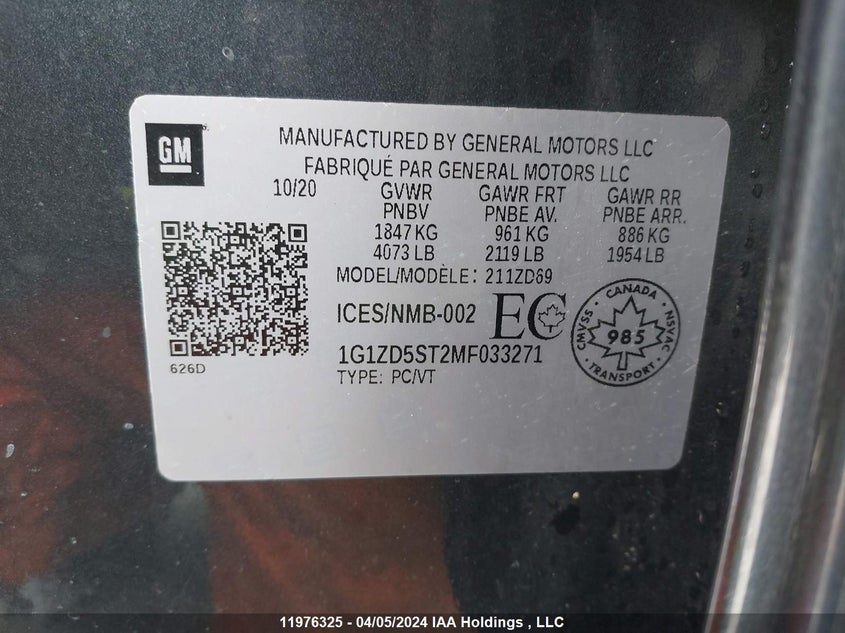 GM
MANUFACTURED BY GENERAL MOTORS LLC
FABRIQUÉ PAR GENERAL MOTORS LLC
10/20 GVWR GAWR FRT GAWR RR
PNBV PNBE AV. PNBE ARR.
1847 KG 961 KG 886 KG
4073 LB 2119 LB 1954 LB
MODEL/MODÈLE: 211ZD69
ICES/NMB-002 EC
CANADA
CMVSS 985 NSVAC
TRANSPORT
1G1ZD5ST2MF033271
626D
TYPE: PC/VT
11976325 - 04/05/2024 IAA Holdings , LLC